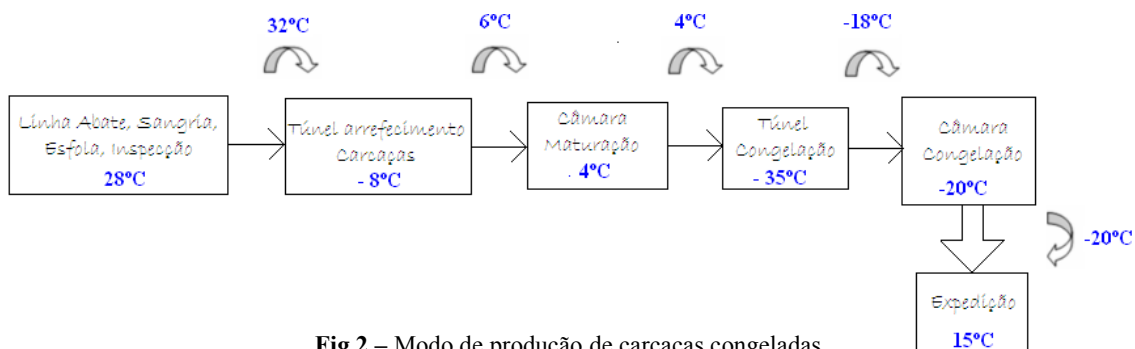 32ºC
6ºC
4ºC
-18ºC
Linha Abate, Sangria,
Esfola, Inspecção
28ºC
Túnel arrefecimento
Carcaças
- 8ºC
Câmara
Maturação
4ºC
Túnel
Congelação
- 35ºC
Câmara
Congelação
-20ºC
-20ºC
Expedição
15ºC
Fig 2 – Modo de produção de carcaças congeladas